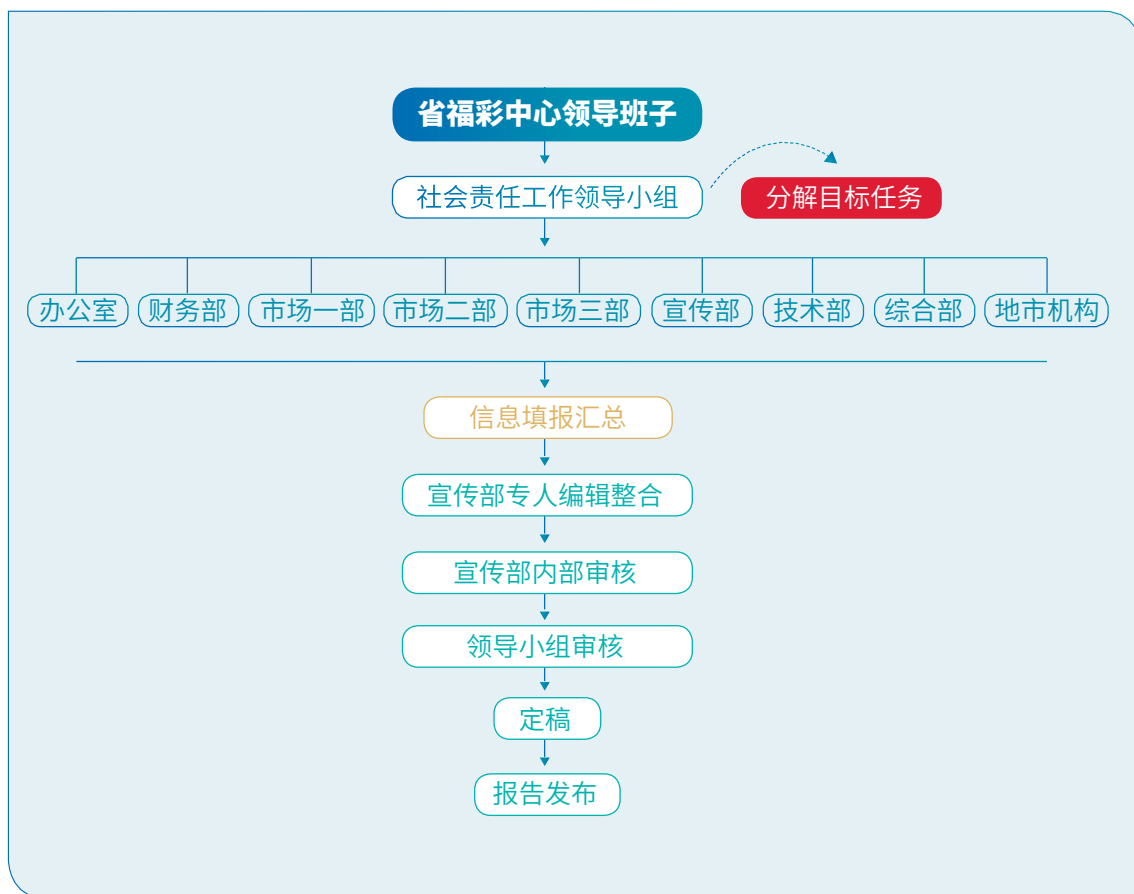 省福彩中心领导班子
社会责任工作领导小组
分解目标任务
办公室
财务部
市场一部
市场二部
市场三部
宣传部
技术部
综合部
地市机构
信息填报汇总
宣传部专人编辑整合
宣传部内部审核
领导小组审核
定稿
报告发布